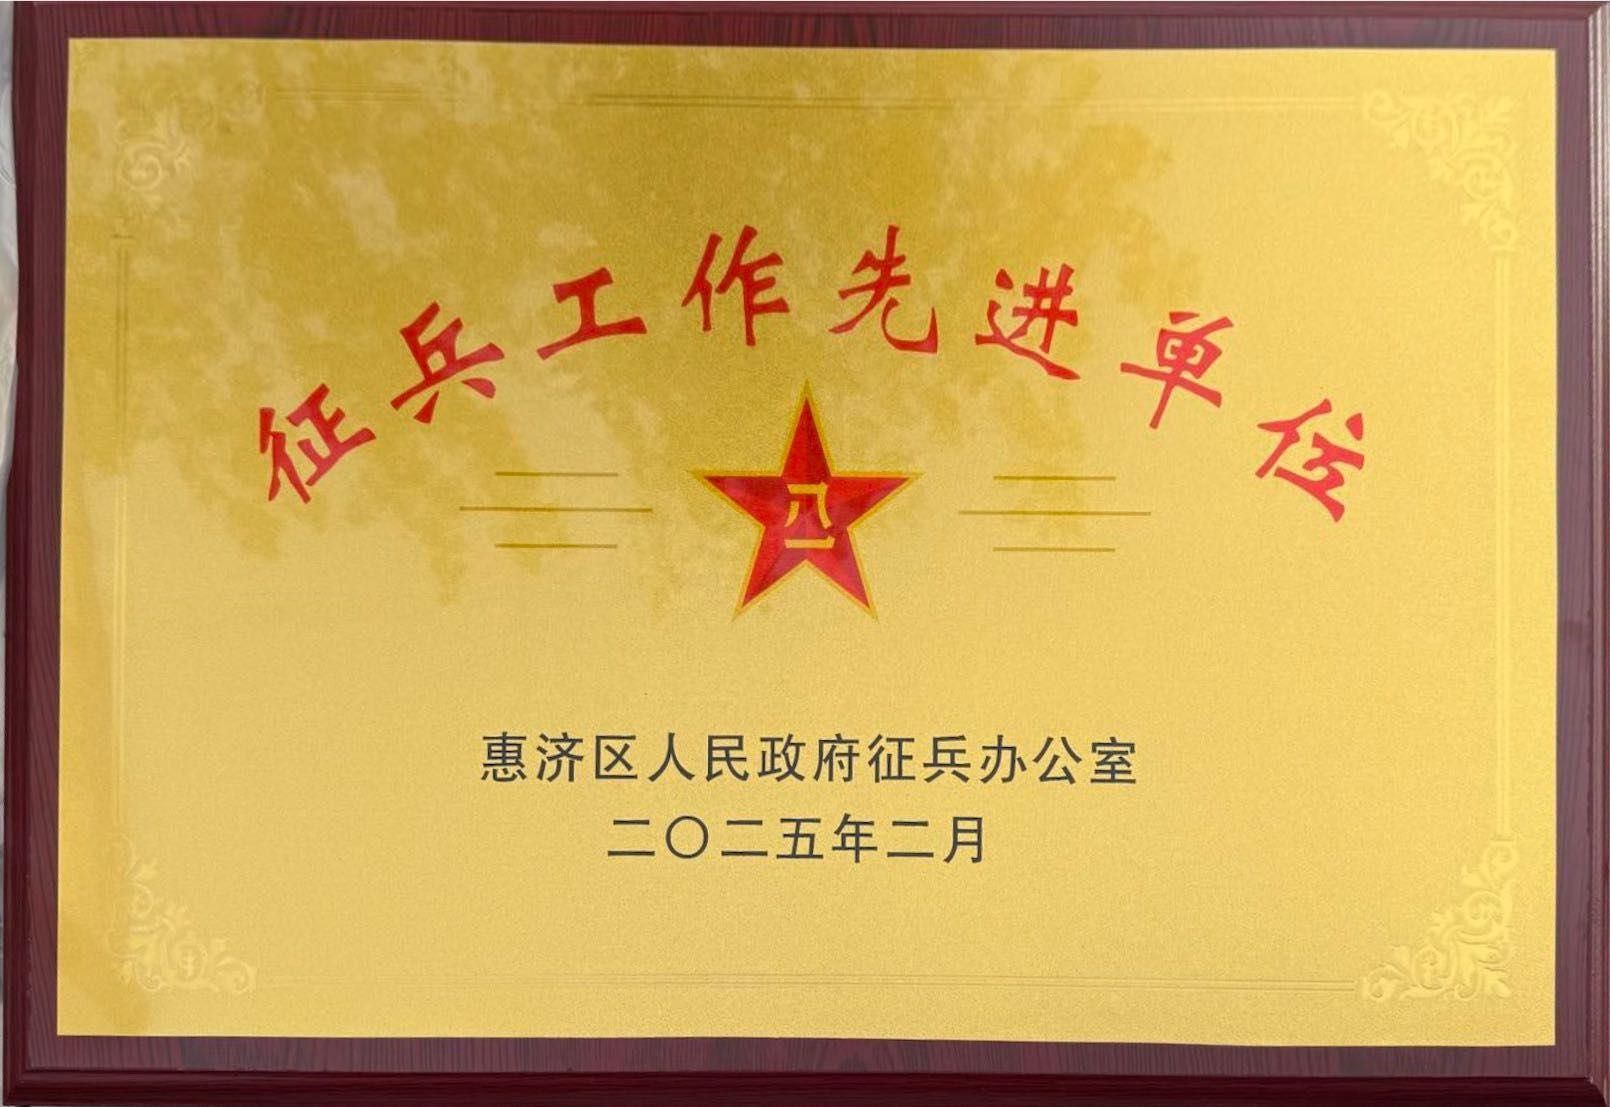 征兵工作先进单位
八一
惠济区人民政府征兵办公室
二〇二五年二月